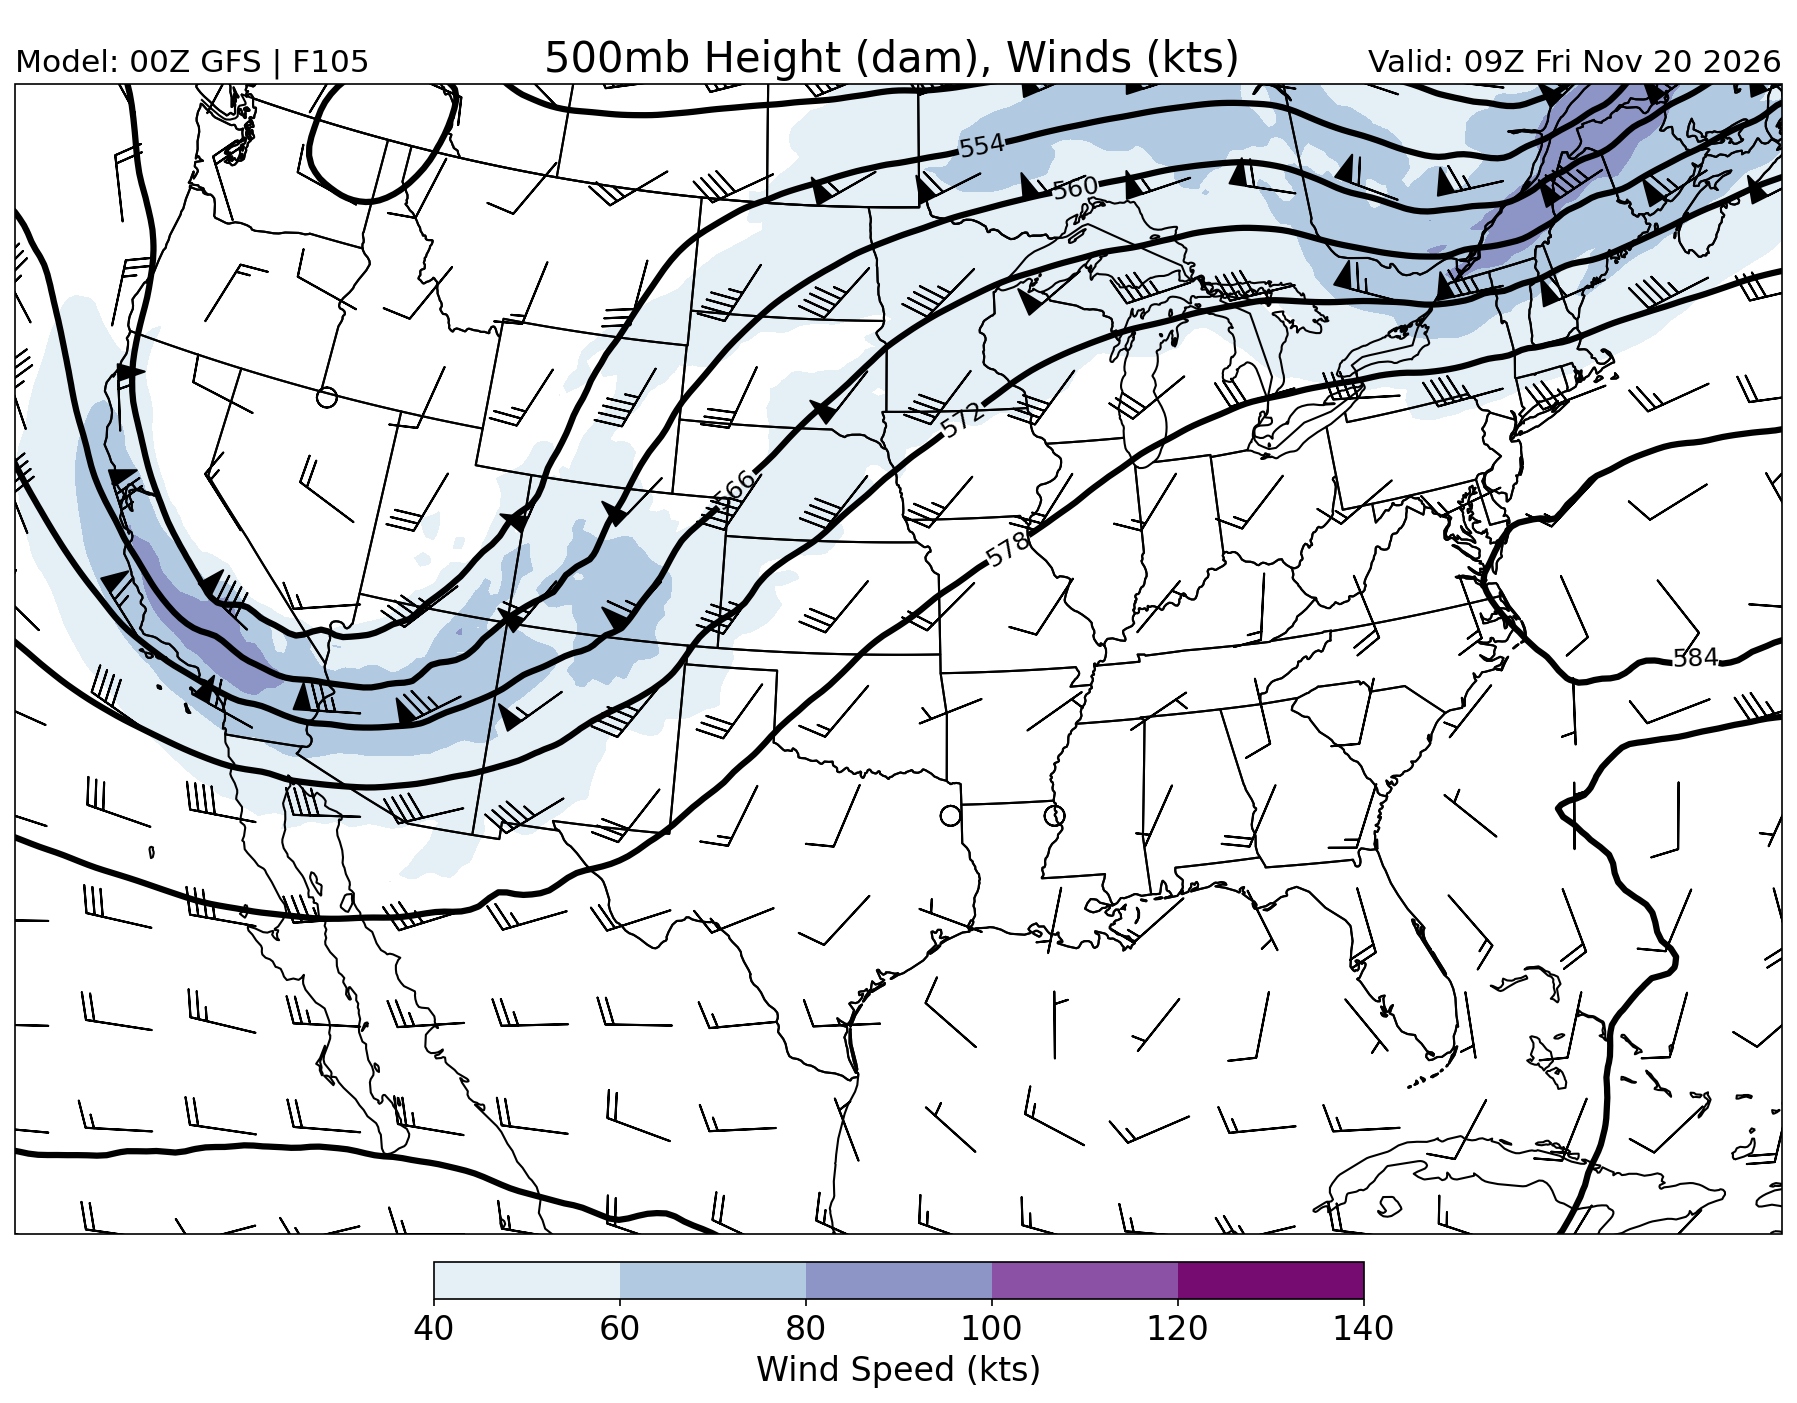 Model: 00Z GFS | F105
500mb Height (dam), Winds (kts)
Valid: 09Z Fri Nov 20 2026
554
560
572
566
578
584
40 60 80 100 120 140
Wind Speed (kts)